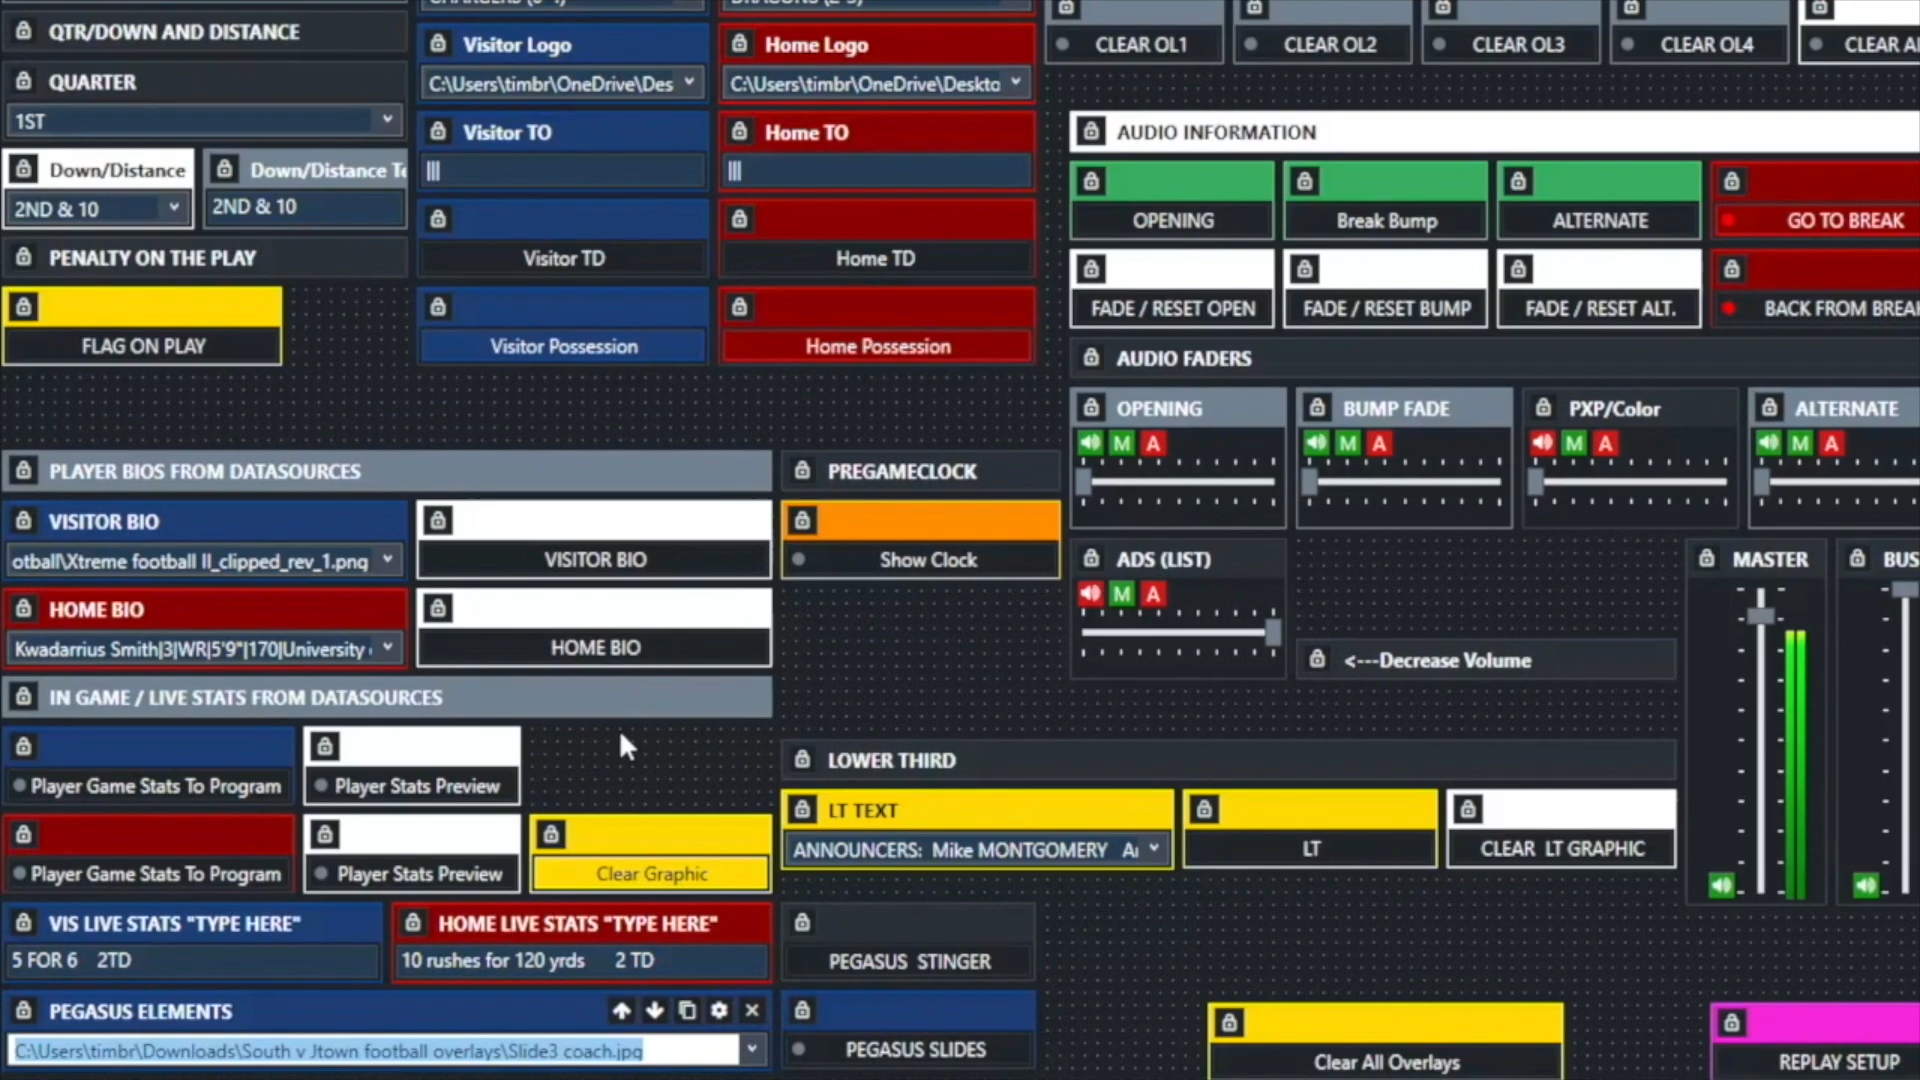 QTR/DOWN AND DISTANCE
QUARTER
1ST
Down/Distance
Down/Distance Te
2ND & 10
2ND & 10
PENALTY ON THE PLAY
FLAG ON PLAY
Visitor Logo
C:\Users\timbr\OneDrive\Des
Visitor TO
|||
Visitor TD
Visitor Possession
Home Logo
C:\Users\timbr\OneDrive\Deskto
Home TO
|||
Home TD
Home Possession
CLEAR OL1
CLEAR OL2
CLEAR OL3
CLEAR OL4
CLEAR Al
AUDIO INFORMATION
OPENING
Break Bump
ALTERNATE
GO TO BREAK
FADE / RESET OPEN
FADE / RESET BUMP
FADE / RESET ALT.
BACK FROM BREAK
AUDIO FADERS
OPENING
M A
BUMP FADE
M A
PXP/Color
M A
ALTERNATE
M A
ADS (LIST)
M A
<---Decrease Volume
MASTER
BUS
PLAYER BIOS FROM DATASOURCES
VISITOR BIO
otball\Xtreme football II_clipped_rev_1.png
VISITOR BIO
HOME BIO
Kwadarrius Smith|3|WR|5'9"|170|University
HOME BIO
PREGAMECLOCK
Show Clock
IN GAME / LIVE STATS FROM DATASOURCES
Player Game Stats To Program
Player Stats Preview
Player Game Stats To Program
Player Stats Preview
Clear Graphic
VIS LIVE STATS "TYPE HERE"
5 FOR 6 2TD
HOME LIVE STATS "TYPE HERE"
10 rushes for 120 yrds 2 TD
PEGASUS ELEMENTS
C:\Users\timbr\Downloads\South v Jtown football overlays\Slide3 coach.jpg
LOWER THIRD
LT TEXT
ANNOUNCERS: Mike MONTGOMERY
LT
CLEAR LT GRAPHIC
PEGASUS STINGER
PEGASUS SLIDES
Clear All Overlays
REPLAY SETUP